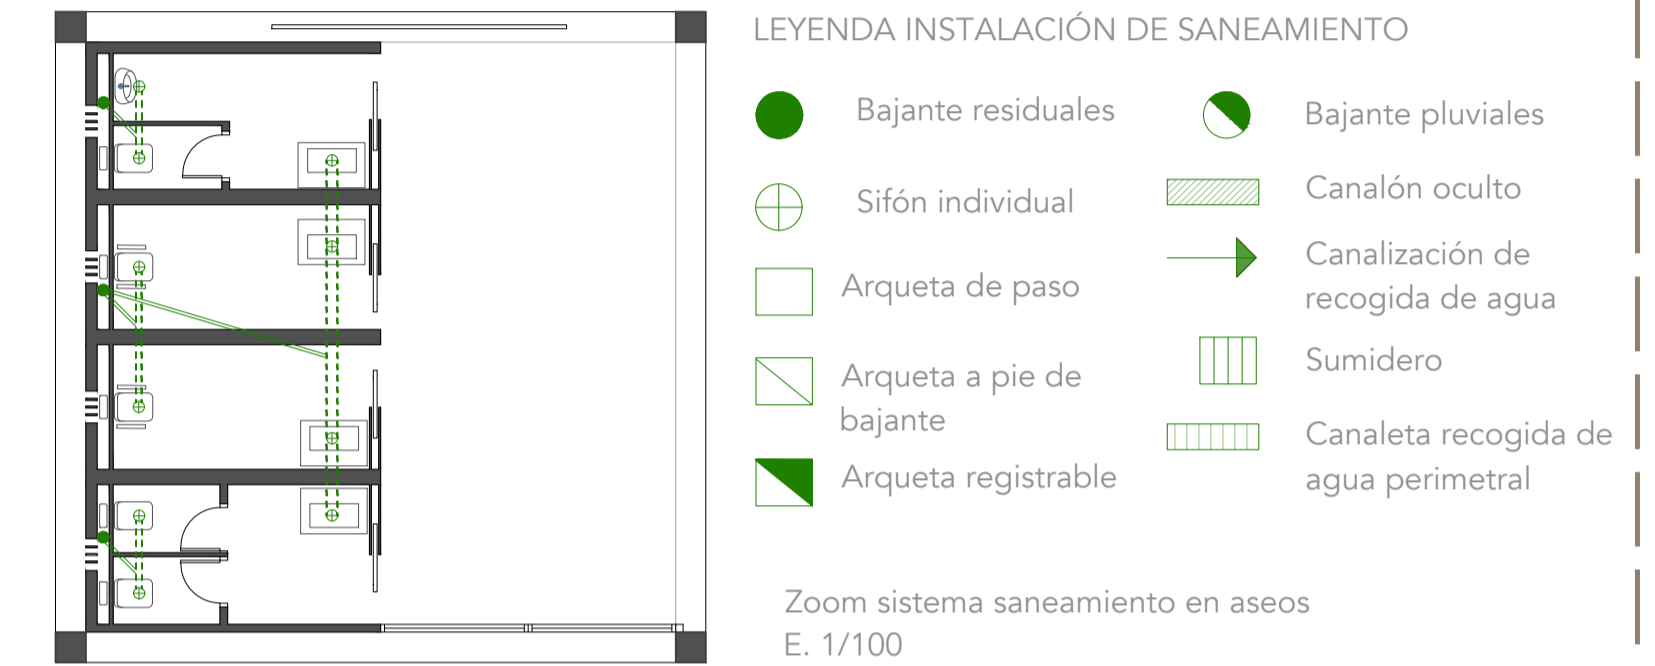 LEYENDA INSTALACIÓN DE SANEAMIENTO
Bajante residuales
Sifón individual
Arqueta de paso
Arqueta a pie de
bajante
Arqueta registrable
Bajante pluviales
Canalón oculto
Canalización de
recogida de agua
Sumidero
Canaleta recogida de
agua perimetral
Zoom sistema saneamiento en aseos
E. 1/100